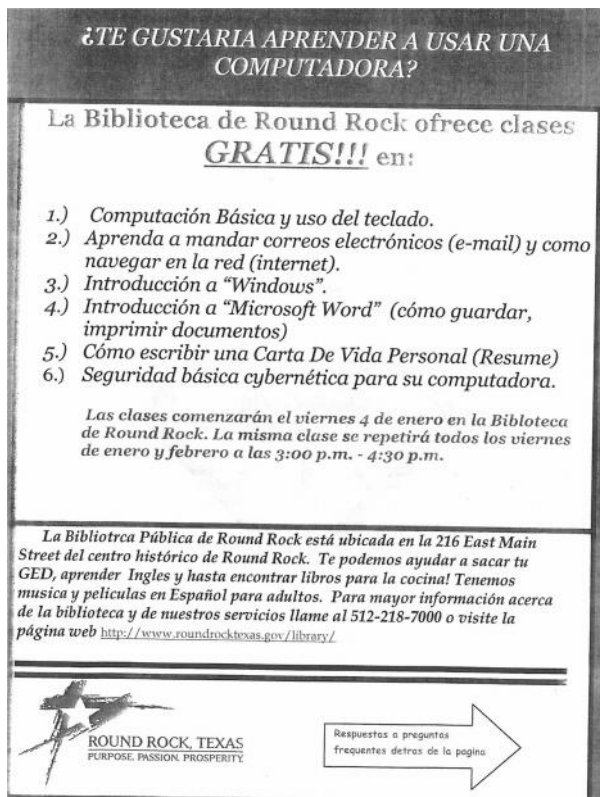 ¿TE GUSTARIA APRENDER A USAR UNA
COMPUTADORA?
La Biblioteca de Round Rock ofrece clases
GRATIS!!! en:
1.) Computación Básica y uso del teclado.
2.) Aprenda a mandar correos electrónicos (e-mail) y como
navegar en la red (internet).
3.) Introducción a "Windows".
4.) Introducción a "Microsoft Word" (cómo guardar,
imprimir documentos)
5.) Cómo escribir una Carta De Vida Personal (Resume)
6.) Seguridad básica cybernética para su computadora.
Las clases comenzarán el viernes 4 de enero en la Bibloteca
de Round Rock. La misma clase se repetirá todos los viernes
de enero y febrero a las 3:00 p.m. - 4:30 p.m.
La Bibliotrca Pública de Round Rock está ubicada en la 216 East Main
Street del centro histórico de Round Rock. Te podemos ayudar a sacar tu
GED, aprender Ingles y hasta encontrar libros para la cocina! Tenemos
musica y peliculas en Español para adultos. Para mayor información acerca
de la biblioteca y de nuestros servicios llame al 512-218-7000 o visite la
página web http://www.roundrocktexas.gov/library/
ROUND ROCK, TEXAS
PURPOSE. PASSION. PROSPERITY.
Respuestas a preguntas
frequentes detras de la pagina